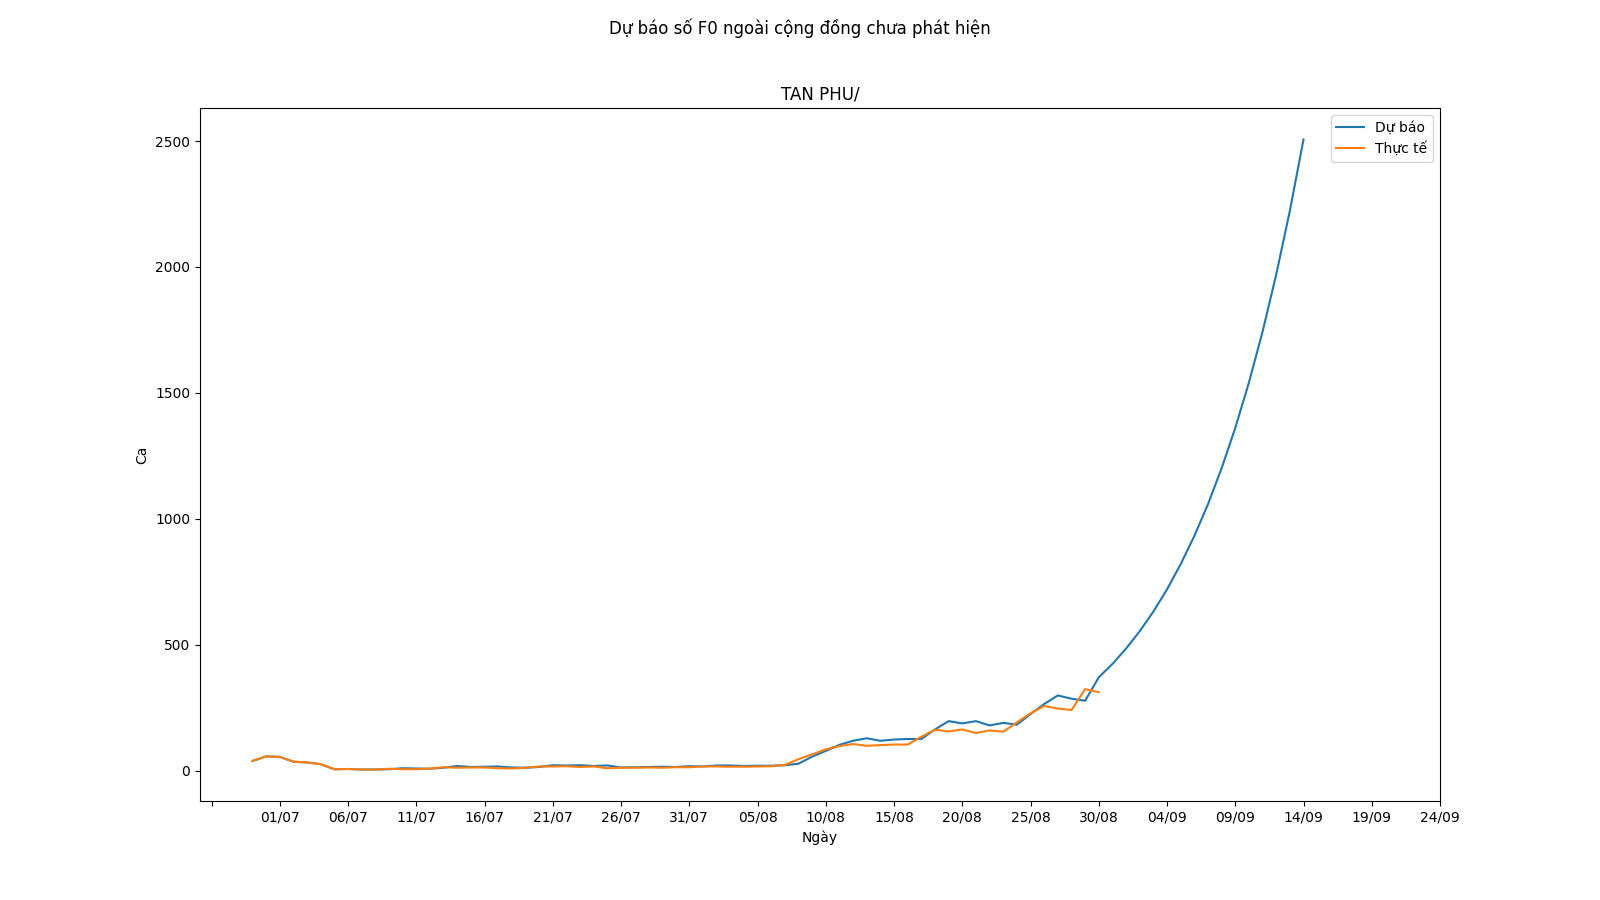 Dự báo số F0 ngoài cộng đồng chưa phát hiện
TAN PHU/
Dự báo
Thực tế
2500
2000
1500
1000
500
0
Ca
01/07 06/07 11/07 16/07 21/07 26/07 31/07 05/08 10/08 15/08 20/08 25/08 30/08 04/09 09/09 14/09 19/09 24/09
Ngày